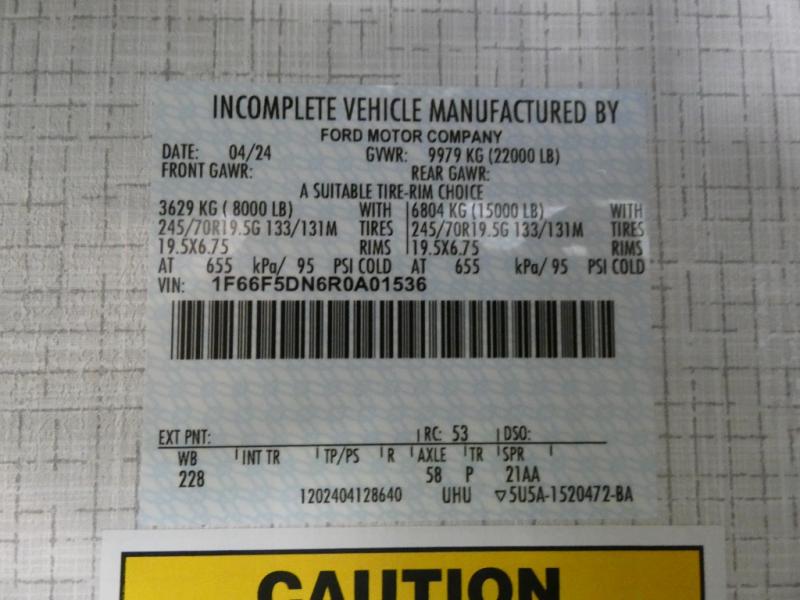 INCOMPLETE VEHICLE MANUFACTURED BY
FORD MOTOR COMPANY
DATE: 04/24 GVWR: 9979 KG (22000 LB)
FRONT GAWR: REAR GAWR:
A SUITABLE TIRE-RIM CHOICE
3629 KG ( 8000 LB) WITH 6804 KG (15000 LB) WITH
245/70R19.5G 133/131M TIRES 245/70R19.5G 133/131M TIRES
19.5X6.75 RIMS 19.5X6.75 RIMS
AT 655 kPa/ 95 PSI COLD AT 655 kPa/ 95 PSI COLD
VIN: 1F66F5DN6R0A01536
EXT PNT: RC: 53 DSO:
WB INT TR TP/PS R AXLE TR SPR
228 58 P 21AA
1202404128640 UHU ▽5U5A-1520472-BA
CAUTION